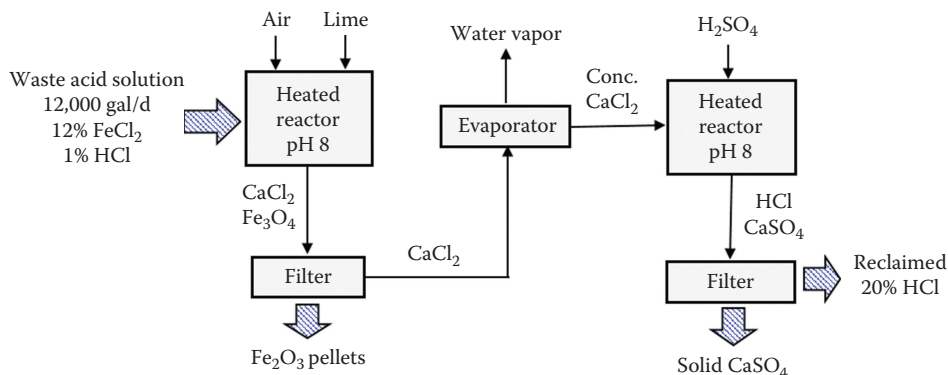 Air
Lime
Waste acid solution
12,000 gal/d
12% FeCl₂
1% HCl
Heated
reactor
pH 8
CaCl₂
Fe₃O₄
Filter
Fe₂O₃ pellets
CaCl₂
Water vapor
Evaporator
Conc.
CaCl₂
H₂SO₄
Heated
reactor
pH 8
HCl
CaSO₄
Filter
Reclaimed
20% HCl
Solid CaSO₄